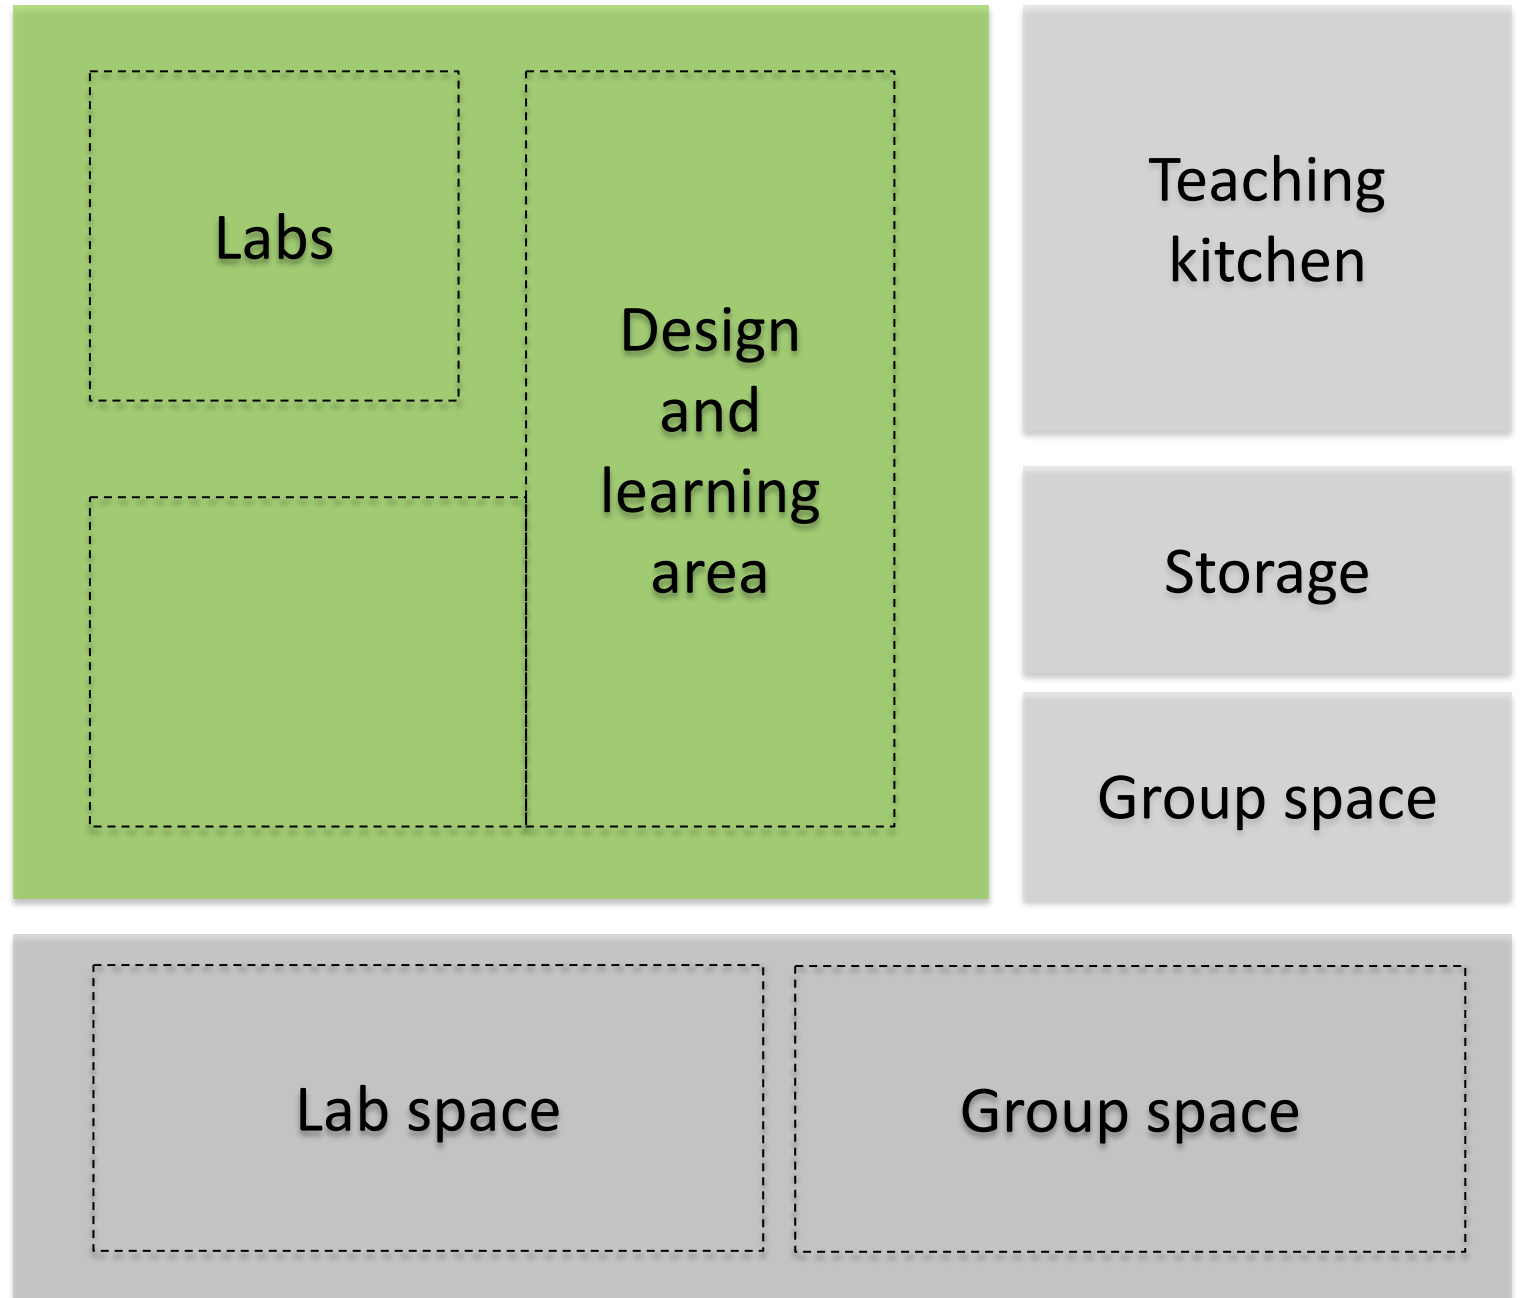 Labs
Design
and
learning
area
Teaching
kitchen
Storage
Group space
Lab space
Group space